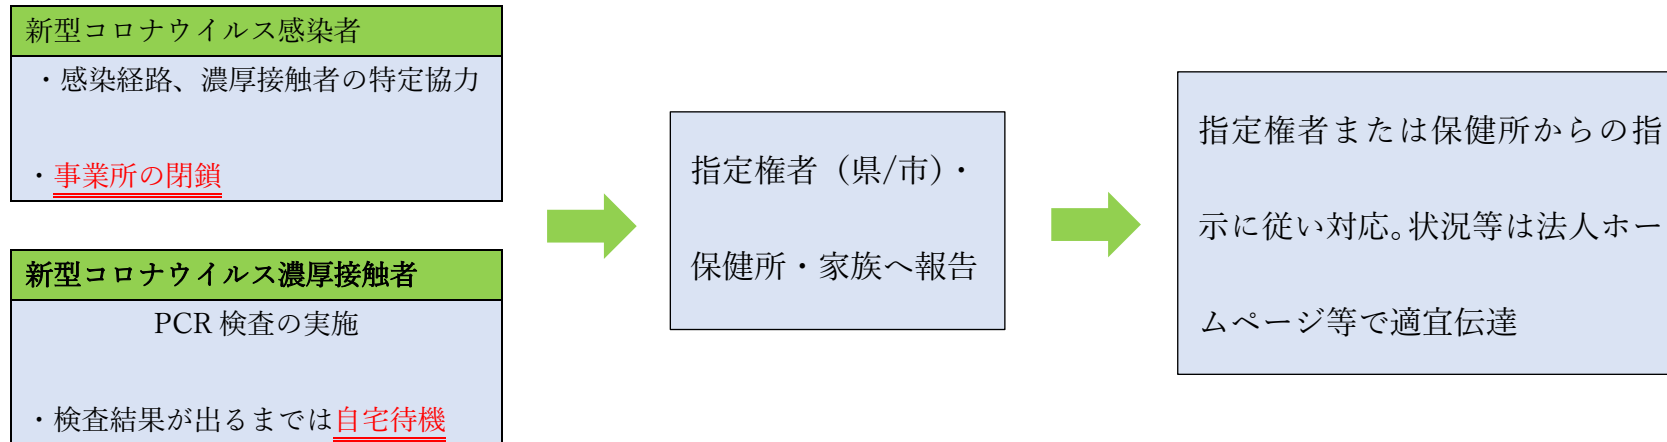 新型コロナウイルス感染者
・感染経路、濃厚接触者の特定協力
・事業所の閉鎖
新型コロナウイルス濃厚接触者
PCR 検査の実施
・検査結果が出るまでは自宅待機
指定権者（県/市）・
保健所・家族へ報告
指定権者または保健所からの指
示に従い対応。状況等は法人ホー
ムページ等で適宜伝達